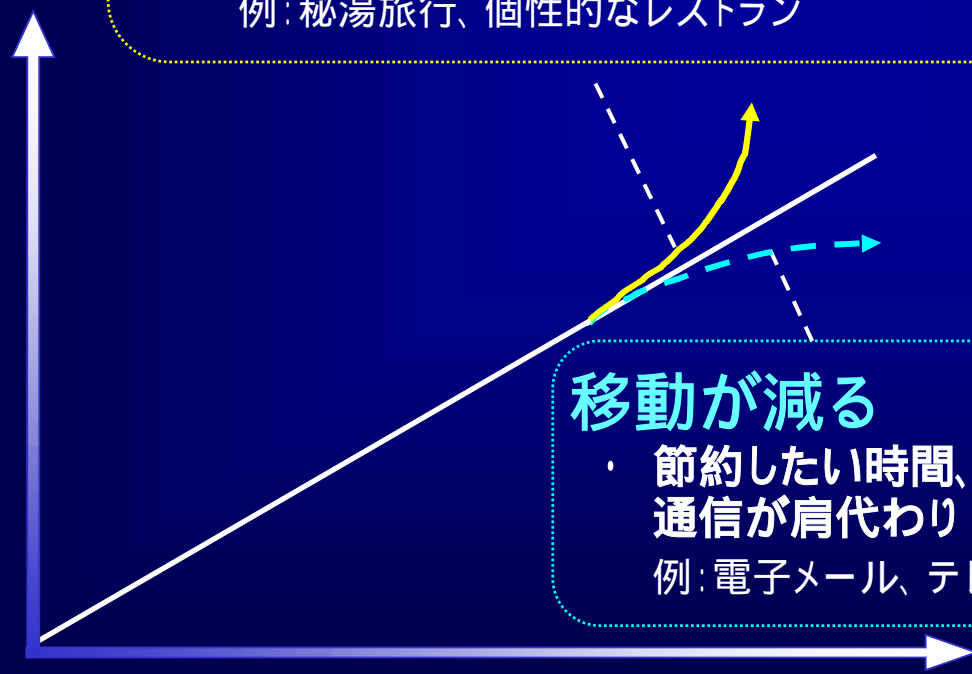 例：秘湯旅行、個性的なレストラン
移動が減る
・ 節約したい時間、
通信が肩代わり
例：電子メール、テ